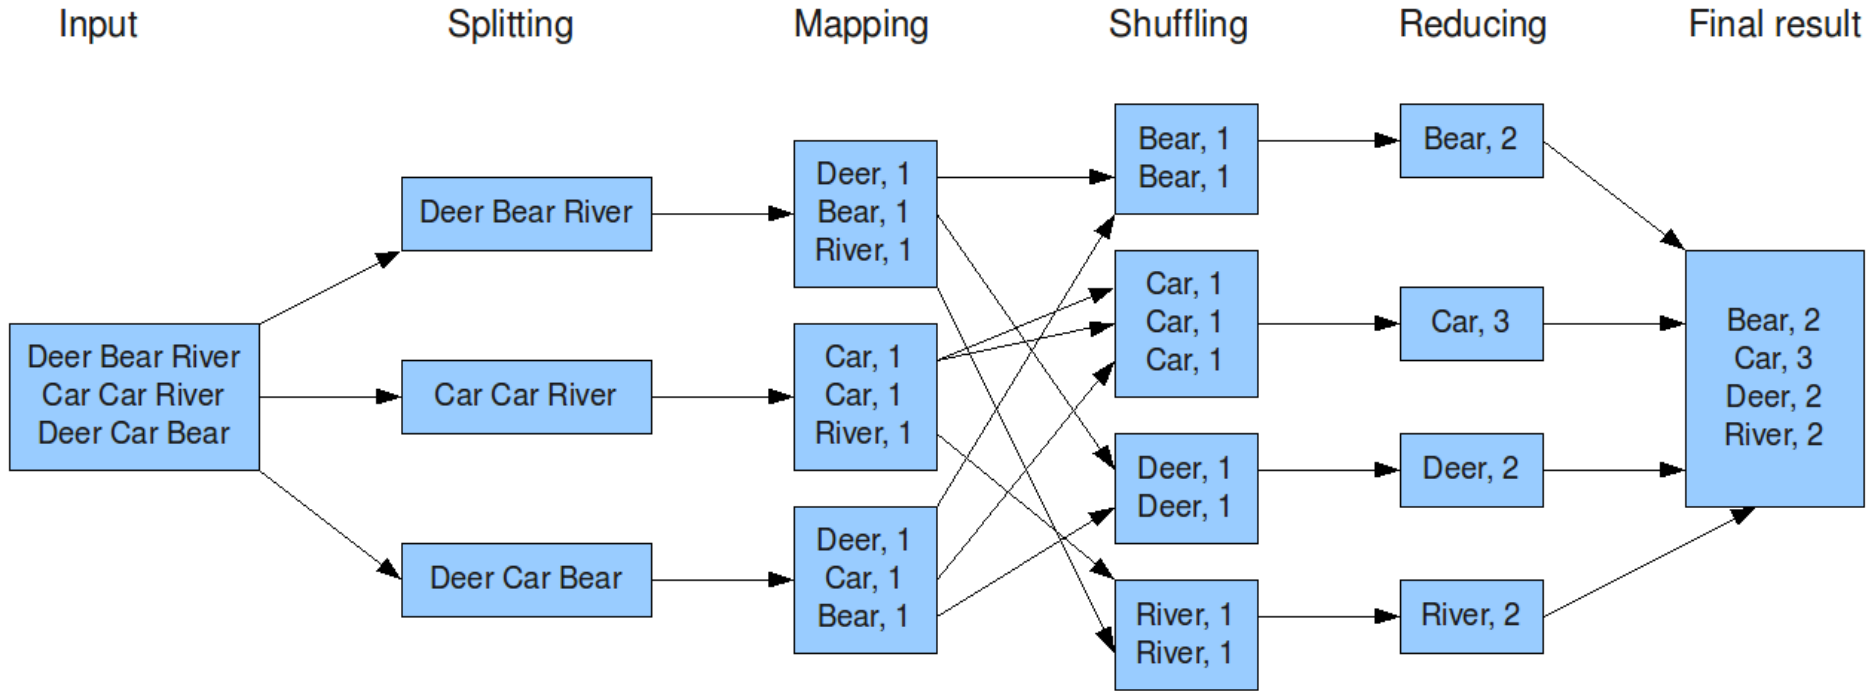 Input
Splitting
Mapping
Shuffling
Reducing
Final result
Deer Bear River
Car Car River
Deer Car Bear
Deer Bear River
Car Car River
Deer Car Bear
Deer, 1
Bear, 1
River, 1
Car, 1
Car, 1
River, 1
Deer, 1
Car, 1
Bear, 1
Bear, 1
Bear, 1
Car, 1
Car, 1
Car, 1
Deer, 1
Deer, 1
River, 1
River, 1
Bear, 2
Car, 3
Deer, 2
River, 2
Bear, 2
Car, 3
Deer, 2
River, 2